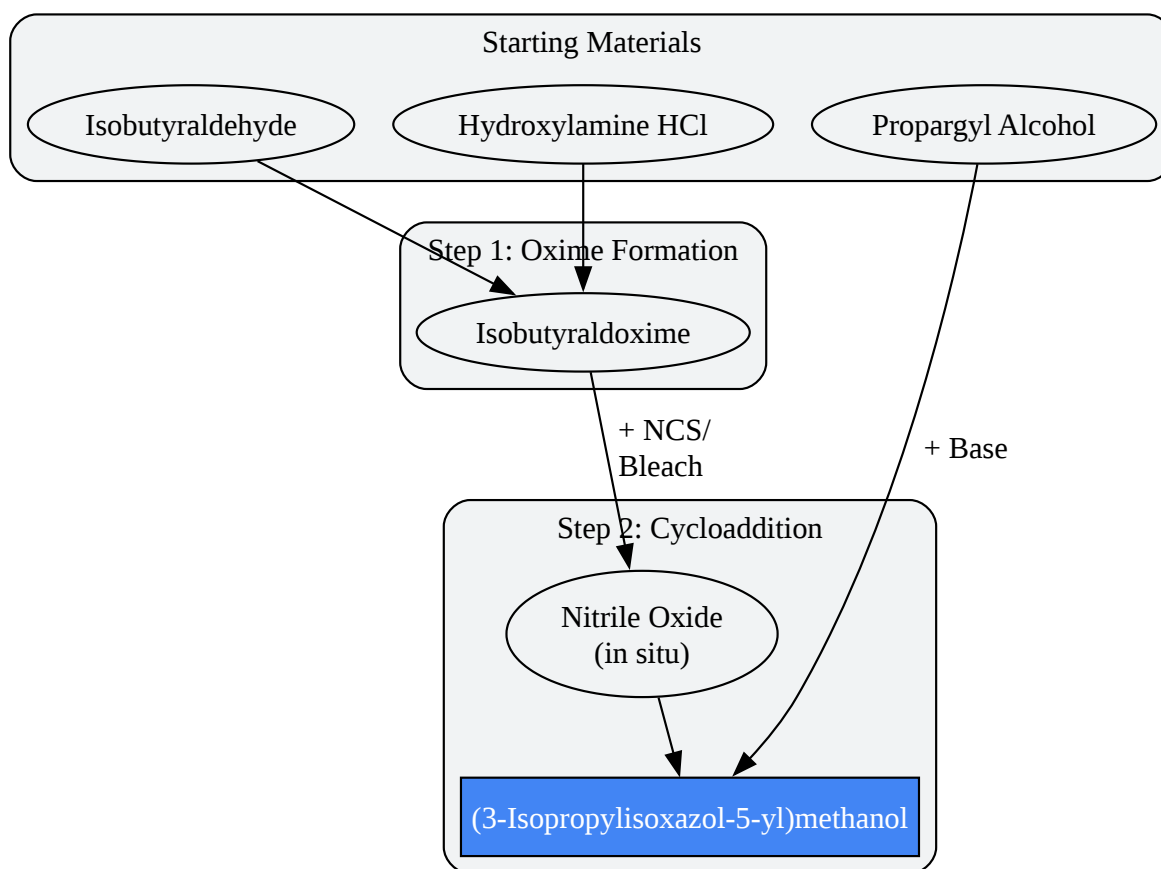 Starting Materials
Isobutyraldehyde
Hydroxylamine HCl
Propargyl Alcohol
Step 1: Oxime Formation
Isobutyraldoxime
+ NCS/
Bleach
+ Base
Step 2: Cycloaddition
Nitrile Oxide
(in situ)
(3-Isopropylisoxazol-5-yl)methanol